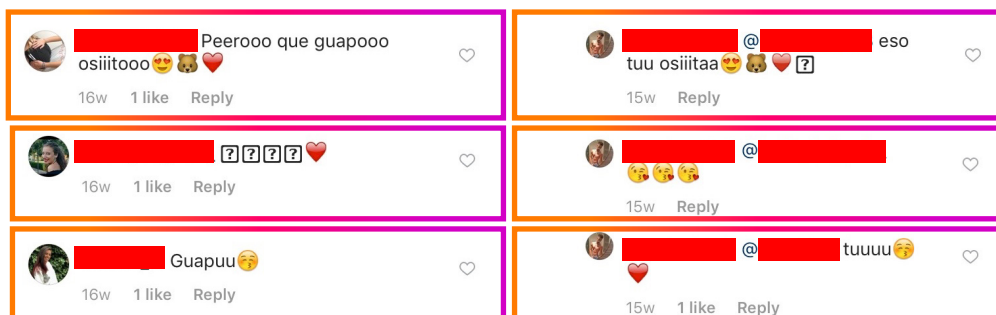 Peerooo que guapooo
osiiitooo😍🐻❤️
16w 1 like Reply
@ eso
tuu osiiitaa😍🐻❤️⍰
15w Reply
⍰⍰⍰⍰❤️
16w 1 like Reply
@
😘😘😘
15w Reply
Guapuu😚
16w 1 like Reply
@ tuuuu😚
❤️
15w 1 like Reply